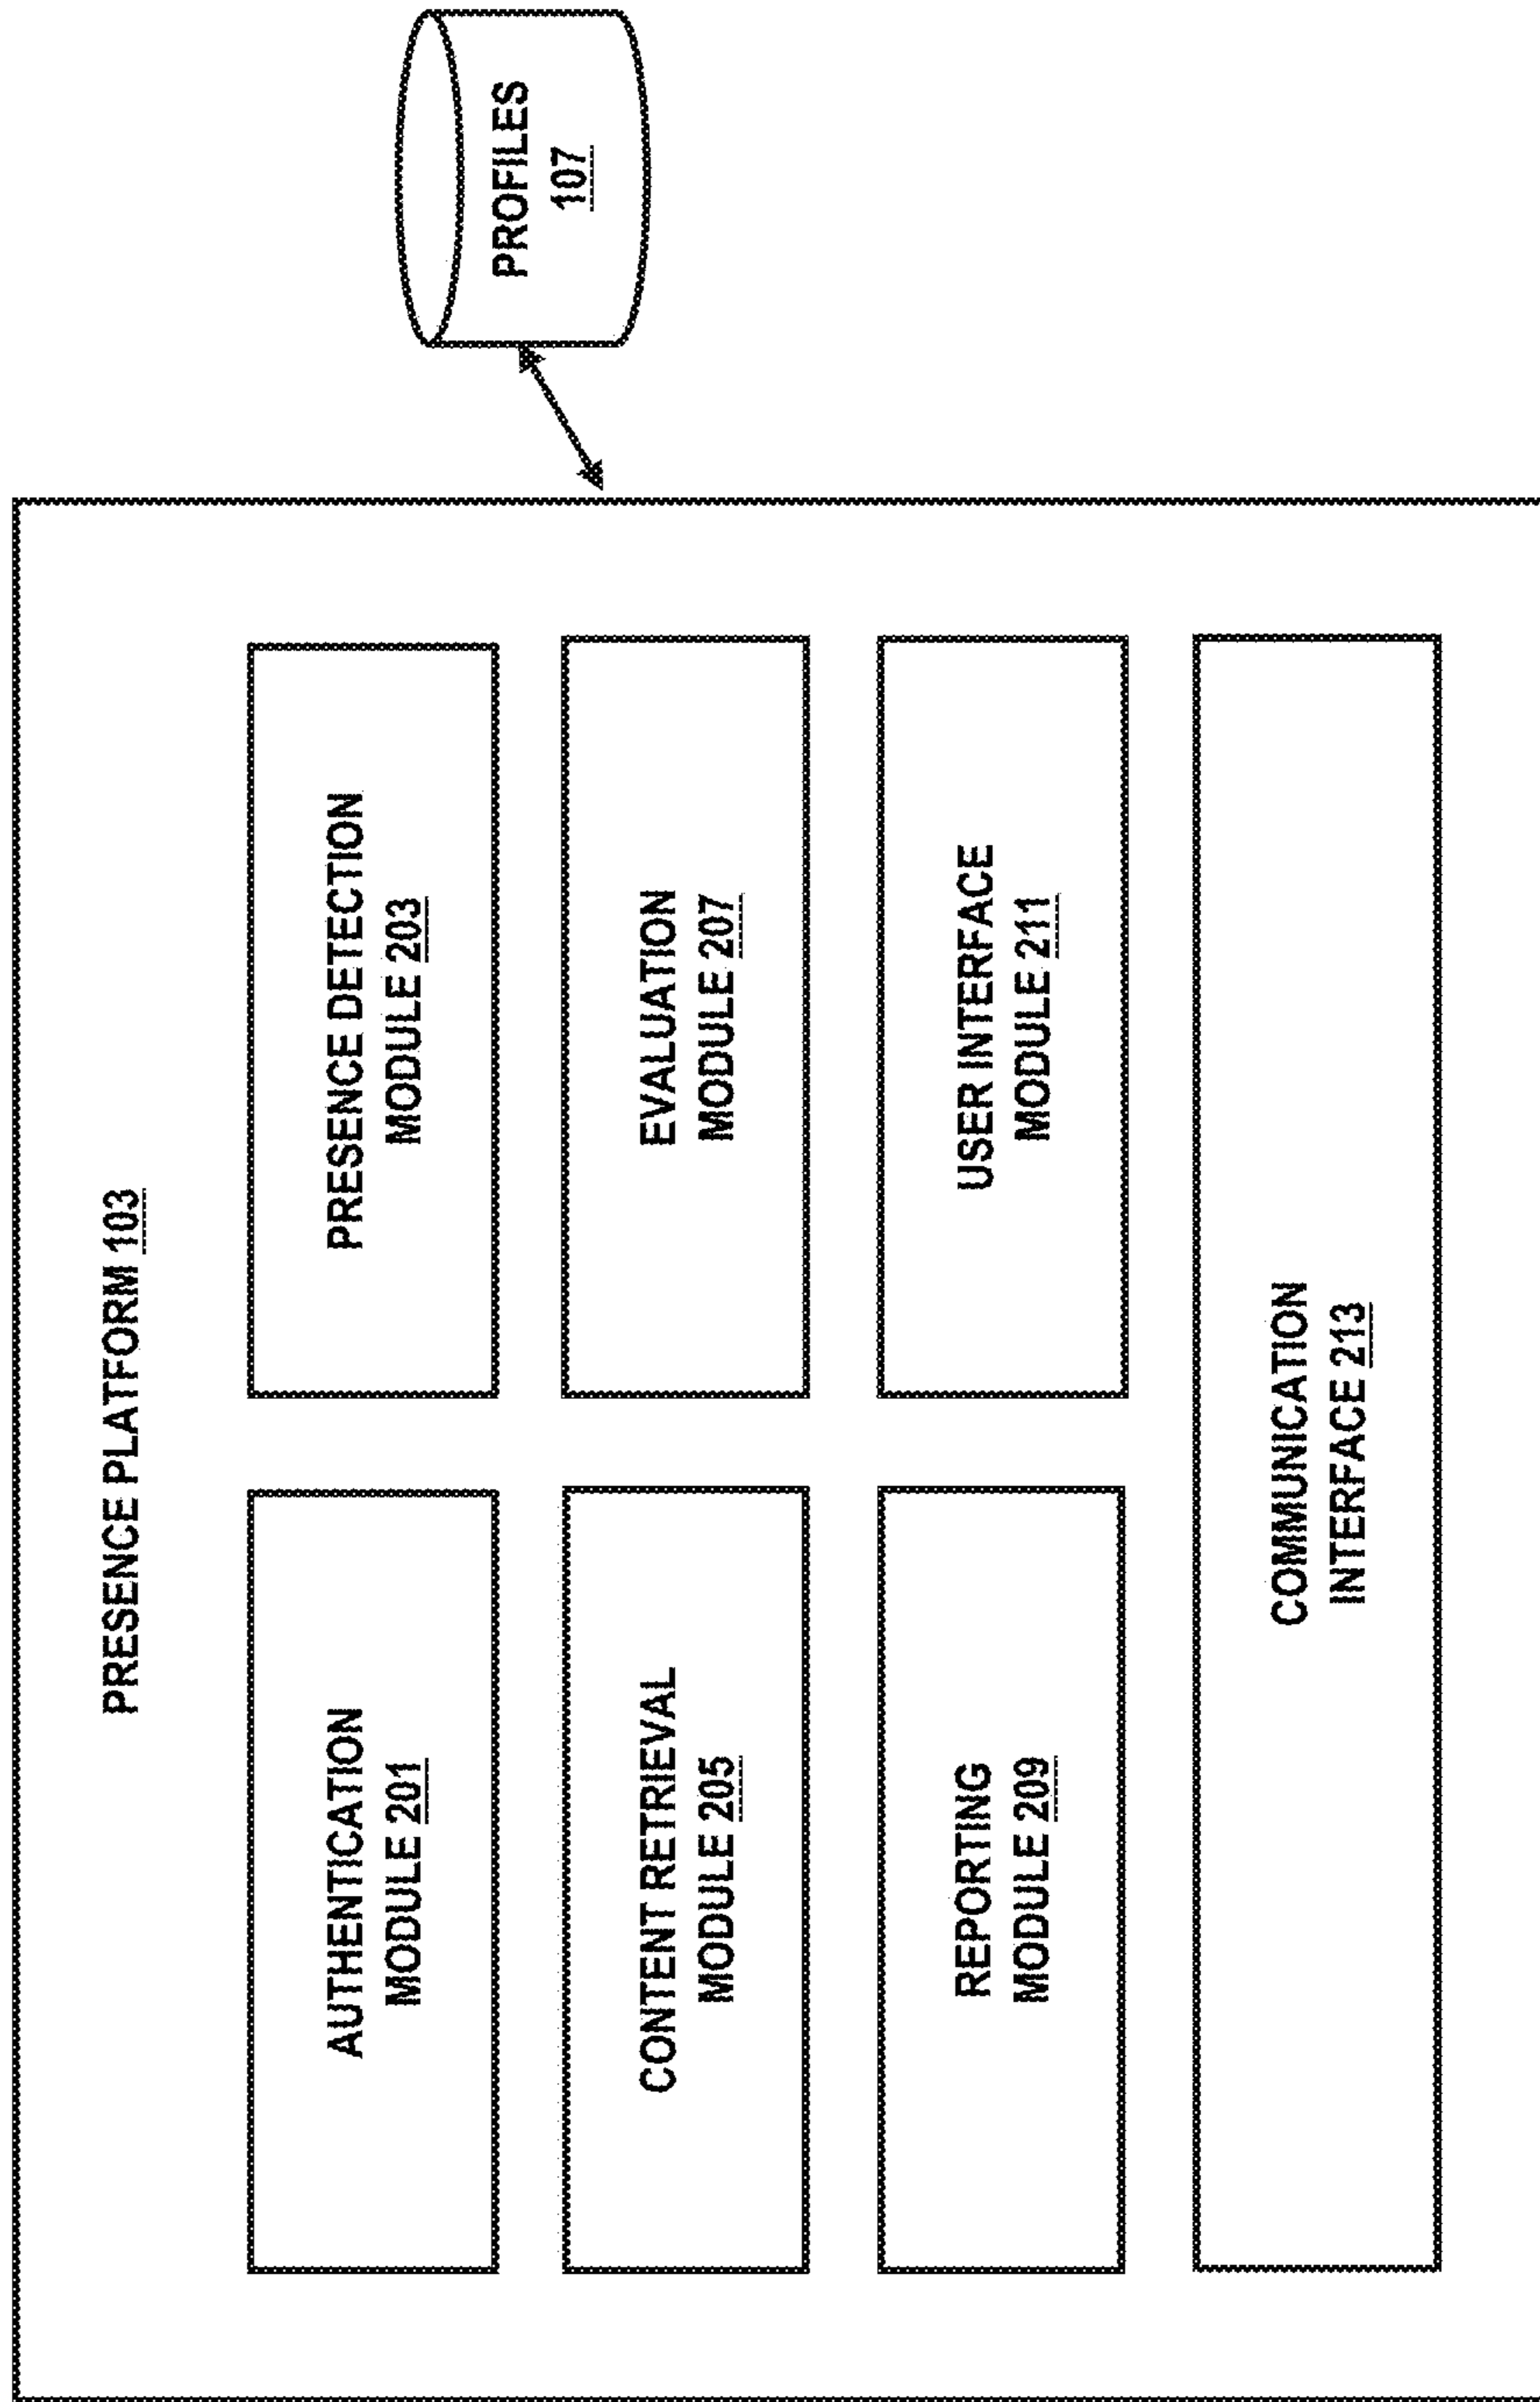 PRESENCE PLATFORM 103
AUTHENTICATION
MODULE 201
PRESENCE DETECTION
MODULE 203
CONTENT RETRIEVAL
MODULE 205
EVALUATION
MODULE 207
REPORTING
MODULE 209
USER INTERFACE
MODULE 211
COMMUNICATION
INTERFACE 213
PROFILES
107